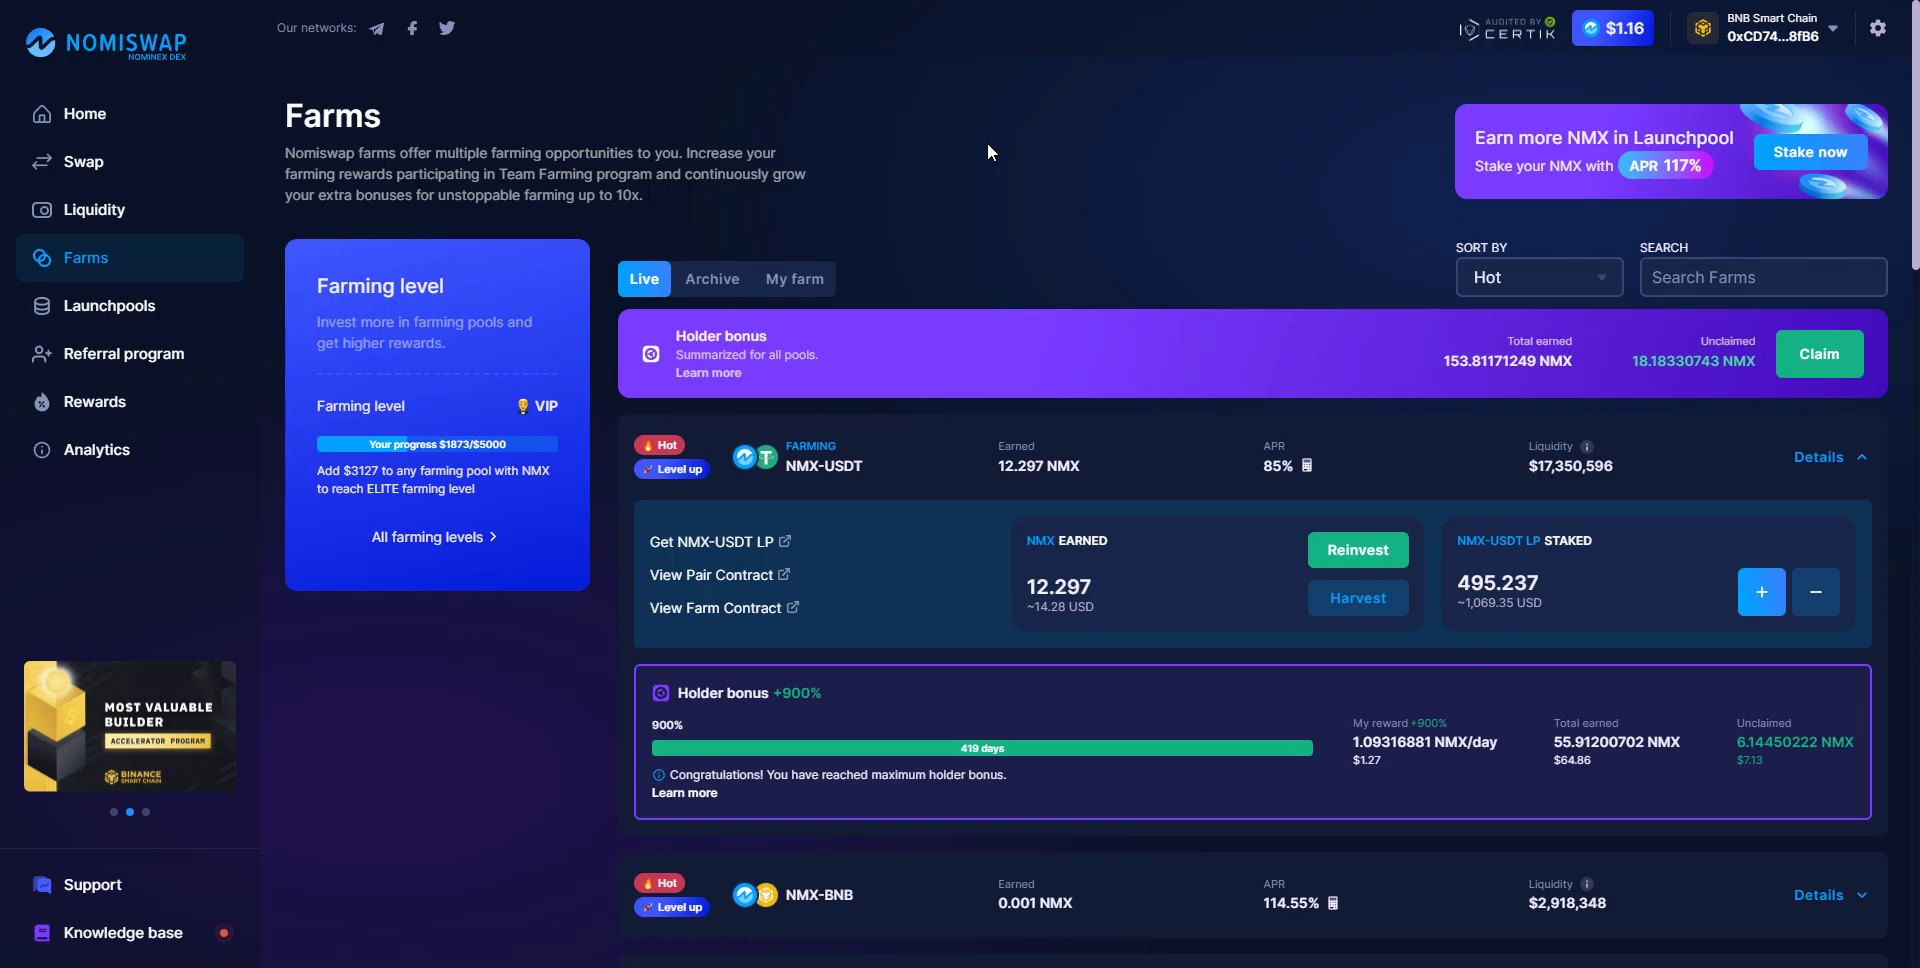 NOMISWAP
NOMINEX DEX
Our networks:
AUDITED BY
CERTIK
$1.16
BNB Smart Chain
0xCD74...8fB6
Home
Swap
Liquidity
Farms
Launchpools
Referral program
Rewards
Analytics
MOST VALUABLE
BUILDER
ACCELERATOR PROGRAM
BINANCE
SMART CHAIN
Support
Knowledge base
Farms
Nomiswap farms offer multiple farming opportunities to you. Increase your
farming rewards participating in Team Farming program and continuously grow
your extra bonuses for unstoppable farming up to 10x.
Earn more NMX in Launchpool
Stake your NMX with APR 117%
Stake now
Farming level
Invest more in farming pools and
get higher rewards.
Farming level VIP
Your progress $1873/$5000
Add $3127 to any farming pool with NMX
to reach ELITE farming level
All farming levels
Live Archive My farm
SORT BY
Hot
SEARCH
Search Farms
Holder bonus
Summarized for all pools.
Learn more
Total earned
153.81171249 NMX
Unclaimed
18.18330743 NMX
Claim
Hot
Level up
FARMING
NMX-USDT
Earned
12.297 NMX
APR
85%
Liquidity
$17,350,596
Details
Get NMX-USDT LP
View Pair Contract
View Farm Contract
NMX EARNED
12.297
~14.28 USD
Reinvest
Harvest
NMX-USDT LP STAKED
495.237
~1,069.35 USD
+ −
Holder bonus +900%
900%
419 days
Congratulations! You have reached maximum holder bonus.
Learn more
My reward +900%
1.09316881 NMX/day
$1.27
Total earned
55.91200702 NMX
$64.86
Unclaimed
6.14450222 NMX
$7.13
Hot
Level up
NMX-BNB
Earned
0.001 NMX
APR
114.55%
Liquidity
$2,918,348
Details